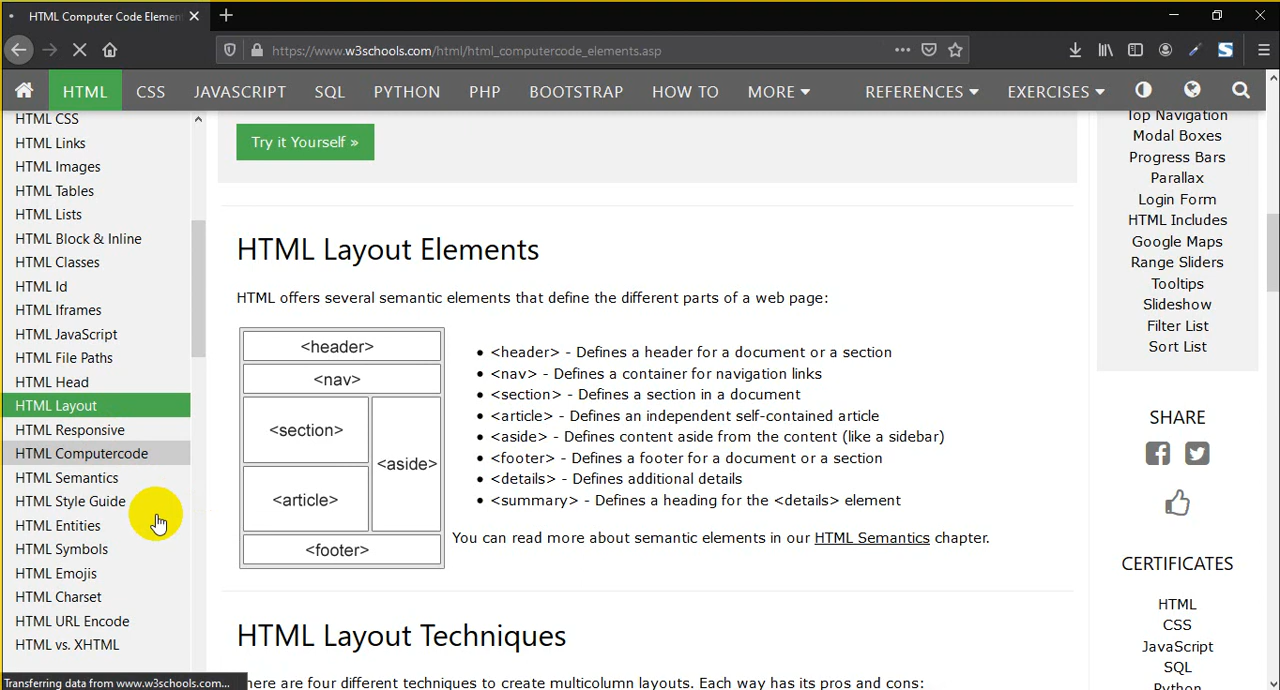 HTML Computer Code Elemen
https://www.w3schools.com/html/html_computercode_elements.asp
HTML CSS JAVASCRIPT SQL PYTHON PHP BOOTSTRAP HOW TO MORE REFERENCES EXERCISES
HTML CSS
HTML Links
HTML Images
HTML Tables
HTML Lists
HTML Block & Inline
HTML Classes
HTML Id
HTML Iframes
HTML JavaScript
HTML File Paths
HTML Head
HTML Layout
HTML Responsive
HTML Computercode
HTML Semantics
HTML Style Guide
HTML Entities
HTML Symbols
HTML Emojis
HTML Charset
HTML URL Encode
HTML vs. XHTML
Transferring data from www.w3schools.com...
Try it Yourself »
HTML Layout Elements
HTML offers several semantic elements that define the different parts of a web page:
<header>
<nav>
<section>
<article>
<aside>
<footer>
• <header> - Defines a header for a document or a section
• <nav> - Defines a container for navigation links
• <section> - Defines a section in a document
• <article> - Defines an independent self-contained article
• <aside> - Defines content aside from the content (like a sidebar)
• <footer> - Defines a footer for a document or a section
• <details> - Defines additional details
• <summary> - Defines a heading for the <details> element
You can read more about semantic elements in our HTML Semantics chapter.
HTML Layout Techniques
here are four different techniques to create multicolumn layouts. Each way has its pros and cons:
Top Navigation
Modal Boxes
Progress Bars
Parallax
Login Form
HTML Includes
Google Maps
Range Sliders
Tooltips
Slideshow
Filter List
Sort List
SHARE
CERTIFICATES
HTML
CSS
JavaScript
SQL
Python